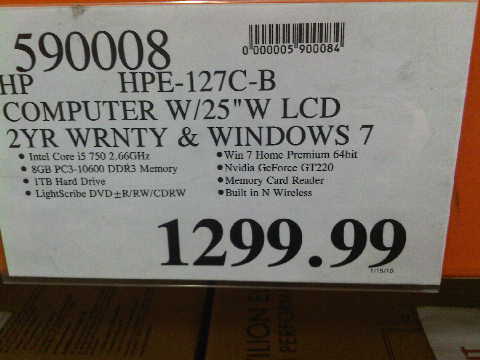 590008
0 000005 900084
HP HPE-127C-B
COMPUTER W/25"W LCD
2YR WRNTY & WINDOWS 7
• Intel Core i5 750 2.66GHz
• 8GB PC3-10600 DDR3 Memory
• 1TB Hard Drive
• LightScribe DVD±R/RW/CDRW
• Win 7 Home Premium 64bit
• Nvidia GeForce GT220
• Memory Card Reader
• Built in N Wireless
1299.99
LLION E
PERFORMA